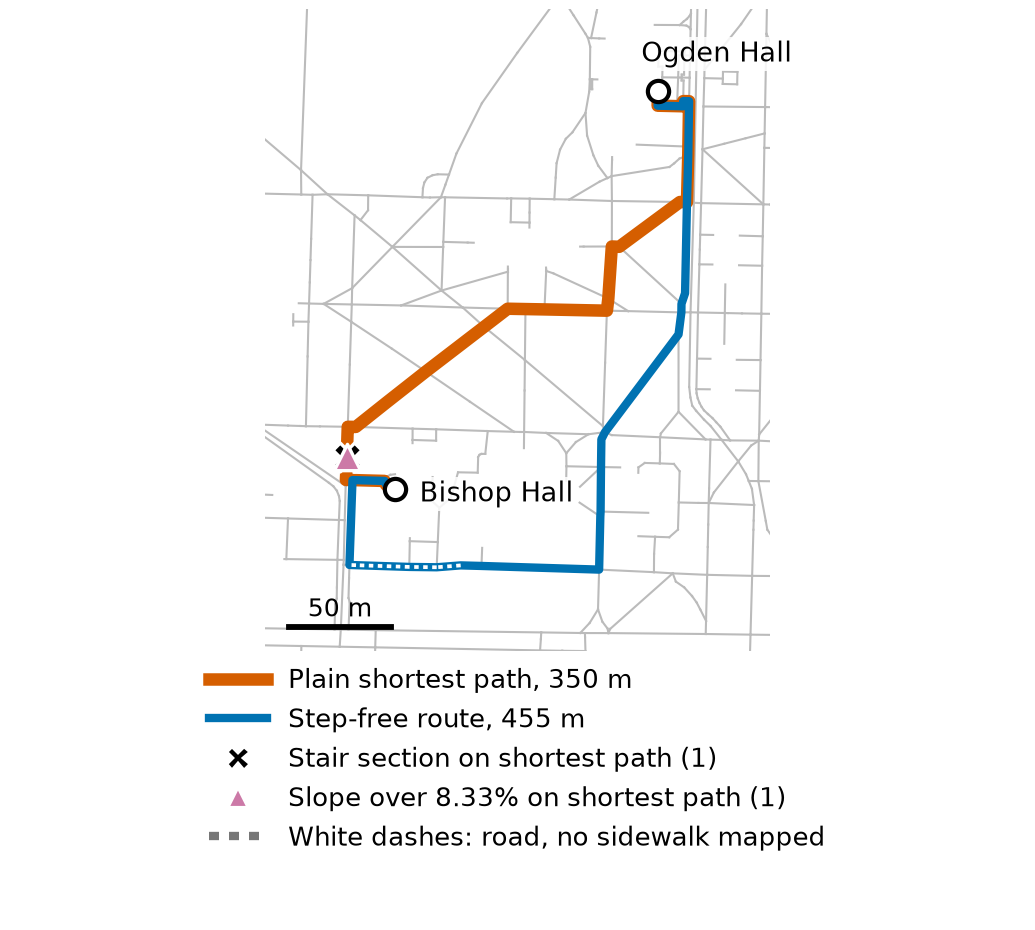 Ogden Hall
Bishop Hall
50 m
Plain shortest path, 350 m
Step-free route, 455 m
Stair section on shortest path (1)
Slope over 8.33% on shortest path (1)
White dashes: road, no sidewalk mapped